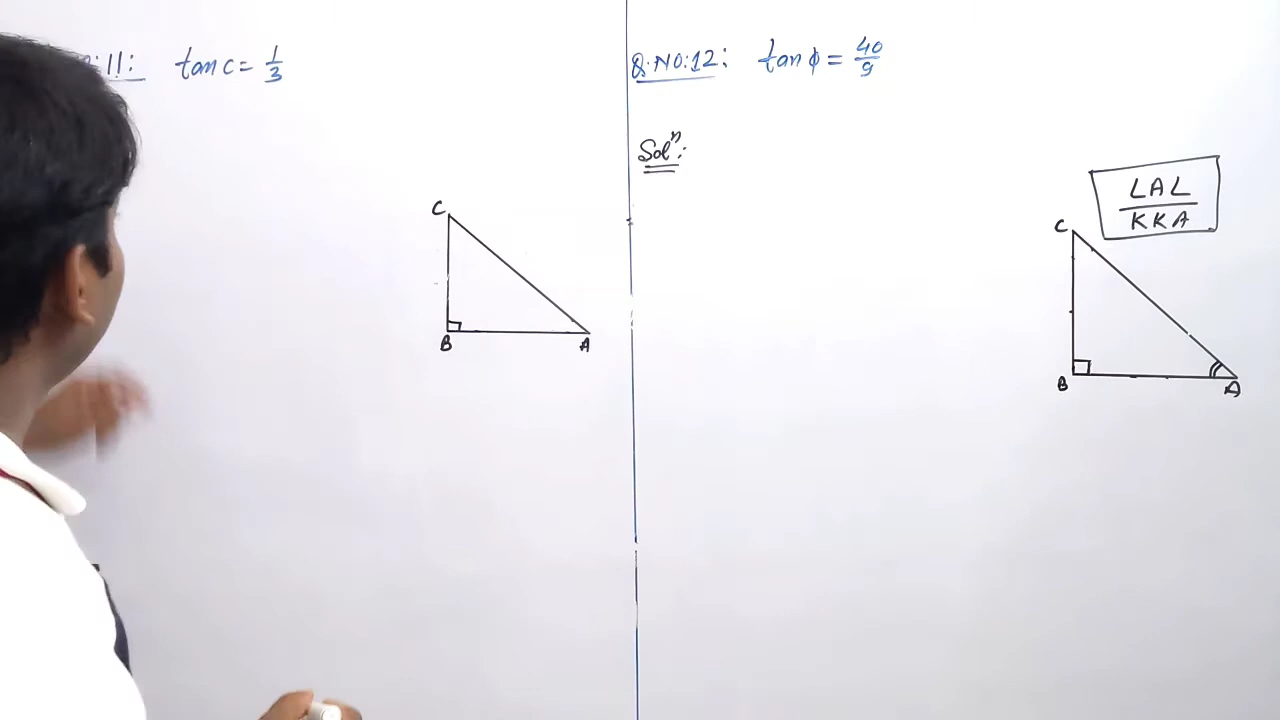 :11: tan C = 1/3
C
B A
Q.NO:12: tan ϕ = 40/9
Solⁿ:
LAL
KKA
C
B A